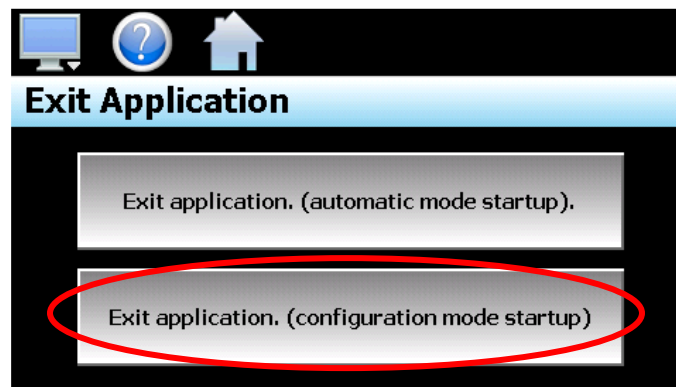 ?
Exit Application
Exit application. (automatic mode startup).
Exit application. (configuration mode startup)